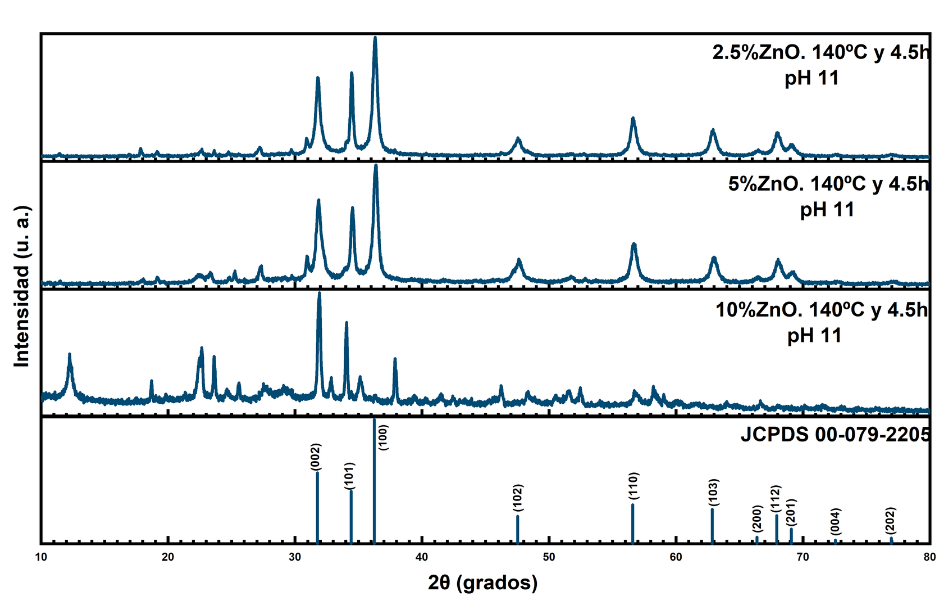 2.5%ZnO. 140ºC y 4.5h
pH 11
5%ZnO. 140ºC y 4.5h
pH 11
10%ZnO. 140ºC y 4.5h
pH 11
JCPDS 00-079-2205
Intensidad (u. a.)
(002)
(101)
(100)
(102)
(110)
(103)
(200)
(112)
(201)
(004)
(202)
10 20 30 40 50 60 70 80
2θ (grados)